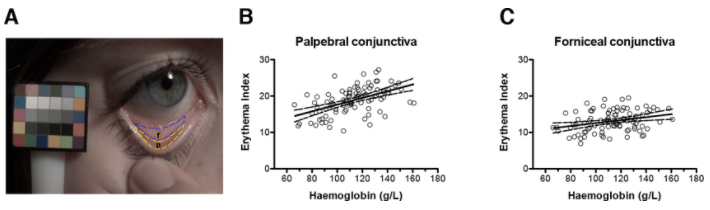 A
B
C
Palpebral conjunctiva
Forniceal conjunctiva
Erythema Index
30
20
10
0
60 80 100 120 140 160 180
Haemoglobin (g/L)
Erythema Index
30
20
10
0
60 80 100 120 140 160 180
Haemoglobin (g/L)
f
p